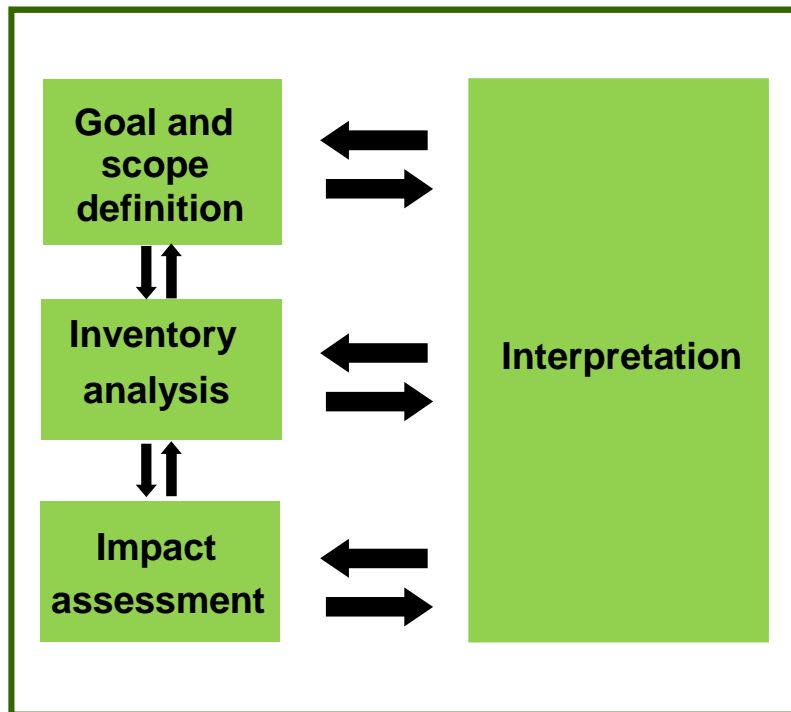 Goal and
scope
definition
Inventory
analysis
Interpretation
Impact
assessment